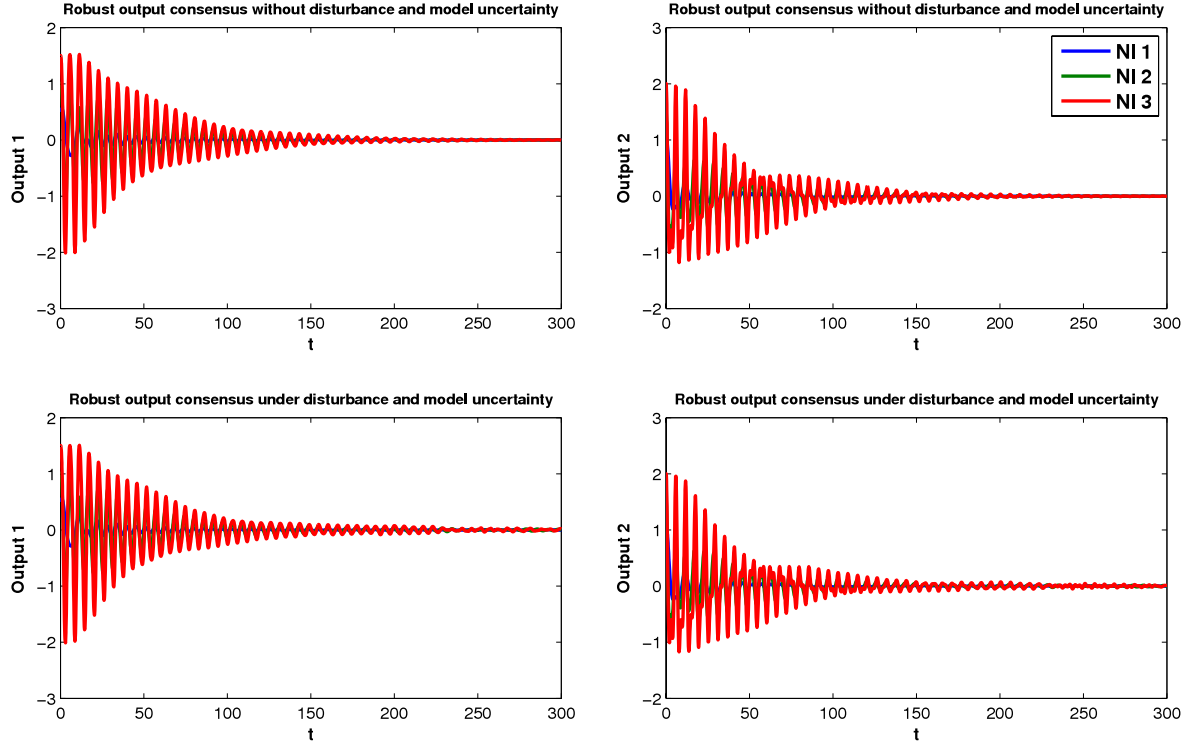 Robust output consensus without disturbance and model uncertainty
2
1
0
−1
−2
−3
Output 1
0 50 100 150 200 250 300
t
Robust output consensus without disturbance and model uncertainty
3
2
1
0
−1
−2
Output 2
NI 1
NI 2
NI 3
0 50 100 150 200 250 300
t
Robust output consensus under disturbance and model uncertainty
2
1
0
−1
−2
−3
Output 1
0 50 100 150 200 250 300
t
Robust output consensus under disturbance and model uncertainty
3
2
1
0
−1
−2
Output 2
0 50 100 150 200 250 300
t